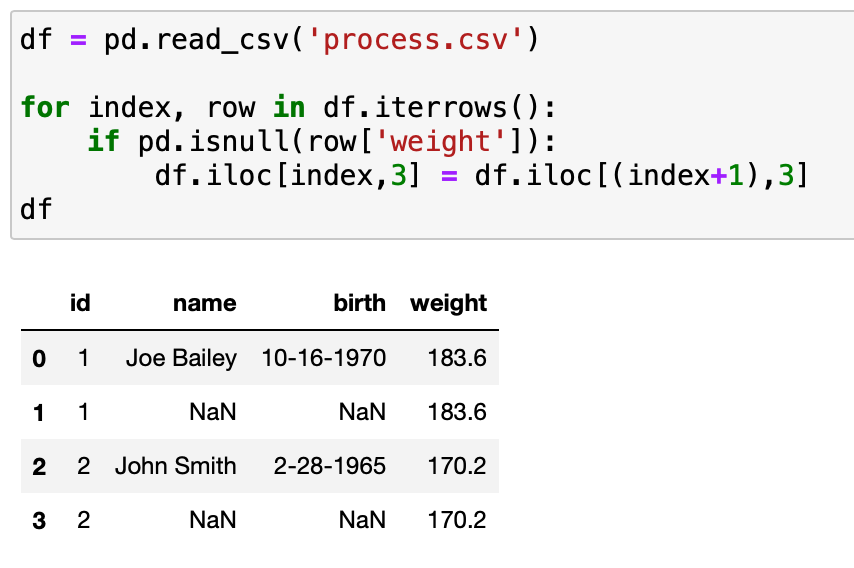 df = pd.read_csv('process.csv')
for index, row in df.iterrows():
    if pd.isnull(row['weight']):
        df.iloc[index,3] = df.iloc[(index+1),3]
df
id name birth weight
0 1 Joe Bailey 10-16-1970 183.6
1 1 NaN NaN 183.6
2 2 John Smith 2-28-1965 170.2
3 2 NaN NaN 170.2